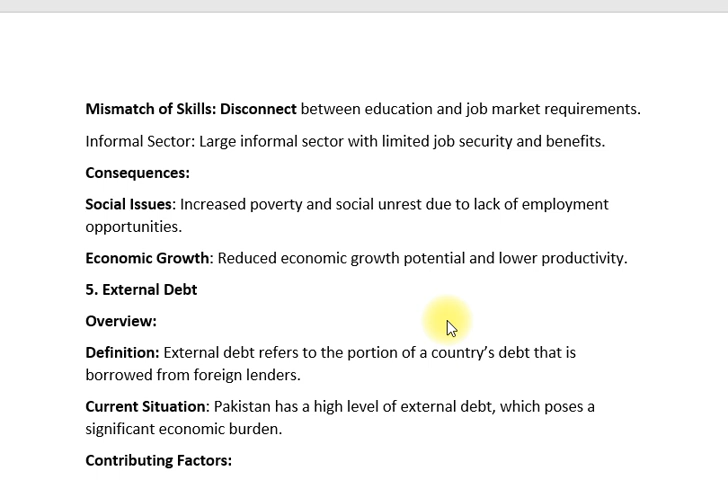 Mismatch of Skills: Disconnect between education and job market requirements.
Informal Sector: Large informal sector with limited job security and benefits.
Consequences:
Social Issues: Increased poverty and social unrest due to lack of employment
opportunities.
Economic Growth: Reduced economic growth potential and lower productivity.
5. External Debt
Overview:
Definition: External debt refers to the portion of a country’s debt that is
borrowed from foreign lenders.
Current Situation: Pakistan has a high level of external debt, which poses a
significant economic burden.
Contributing Factors: